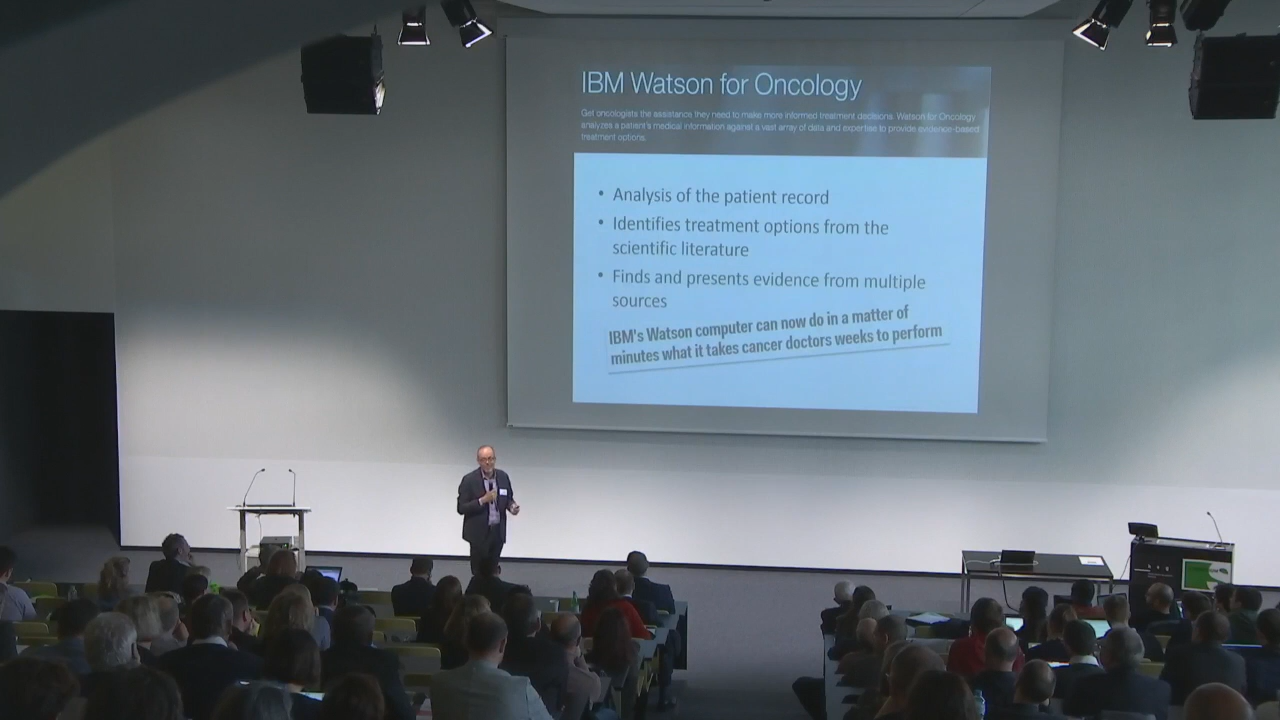 IBM Watson for Oncology
Get oncologists the assistance they need to make more informed treatment decisions. Watson for Oncology
analyzes a patient's medical information against a vast array of data and expertise to provide evidence-based
treatment options.
• Analysis of the patient record
• Identifies treatment options from the
scientific literature
• Finds and presents evidence from multiple
sources
IBM's Watson computer can now do in a matter of
minutes what it takes cancer doctors weeks to perform